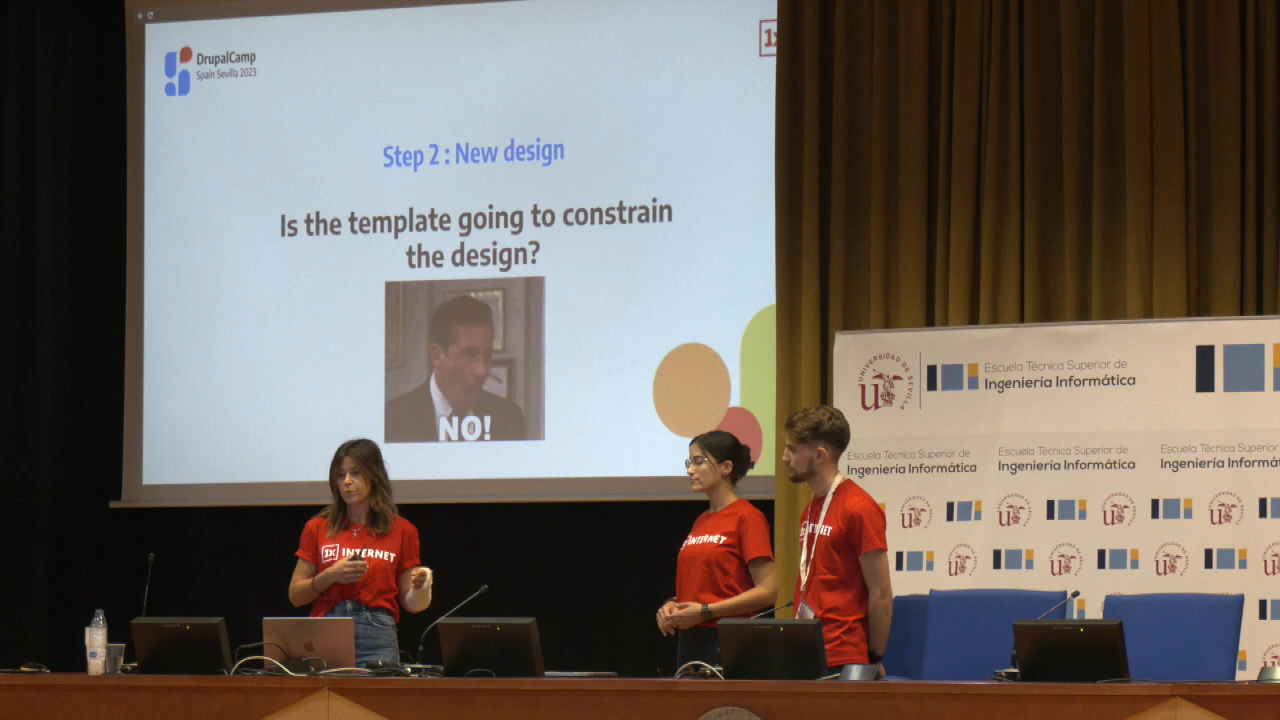 DrupalCamp
Spain Sevilla 2023
1x
Step 2 : New design
Is the template going to constrain
the design?
NO!
UNIVERSIDAD DE SEVILLA
Escuela Técnica Superior de
Ingeniería Informática
Escuela Técnica Superior de
Ingeniería Informática
Escuela Técnica Superior de
Ingeniería Informática
Escuela Técnica Superior de
Ingeniería Informát
1x INTERNET
INTERNET